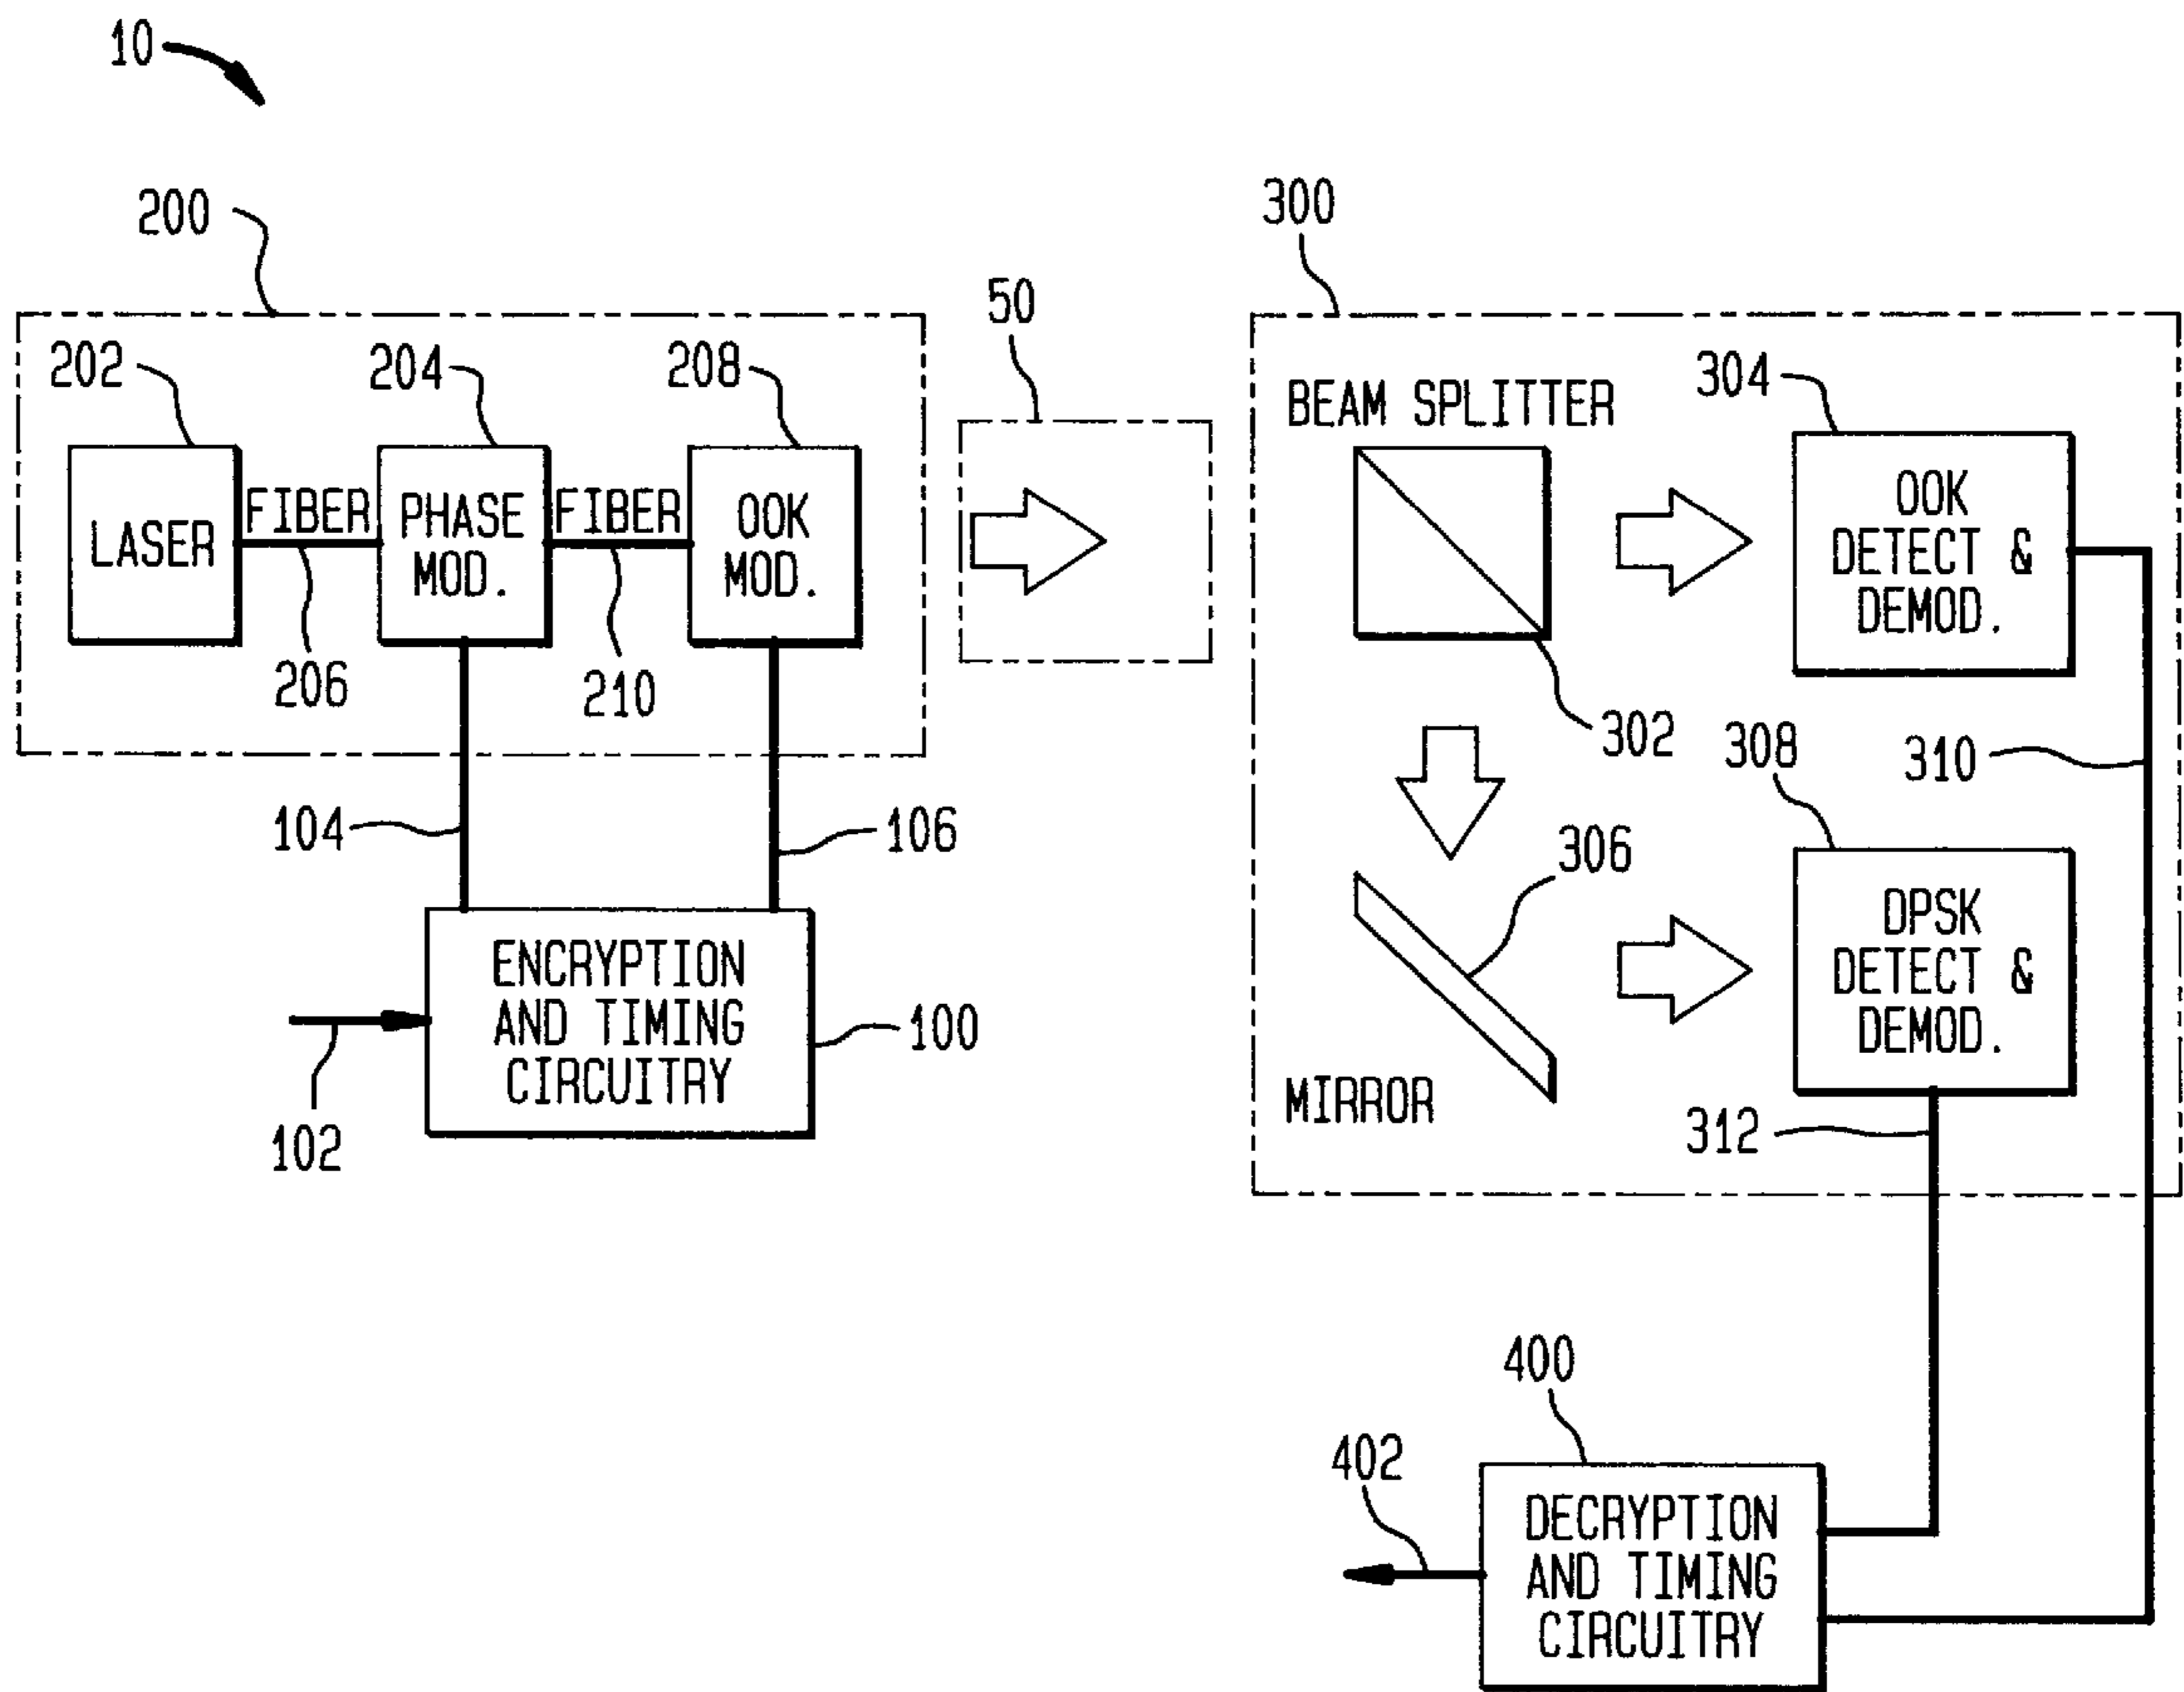 10
200
300
50
202
204
208
304
BEAM SPLITTER
LASER
FIBER
PHASE
MOD.
FIBER
OOK
MOD.
OOK
DETECT &
DEMOD.
206
210
302
308
310
104
106
306
DPSK
DETECT &
DEMOD.
ENCRYPTION
AND TIMING
CIRCUITRY
100
102
MIRROR
312
400
402
DECRYPTION
AND TIMING
CIRCUITRY